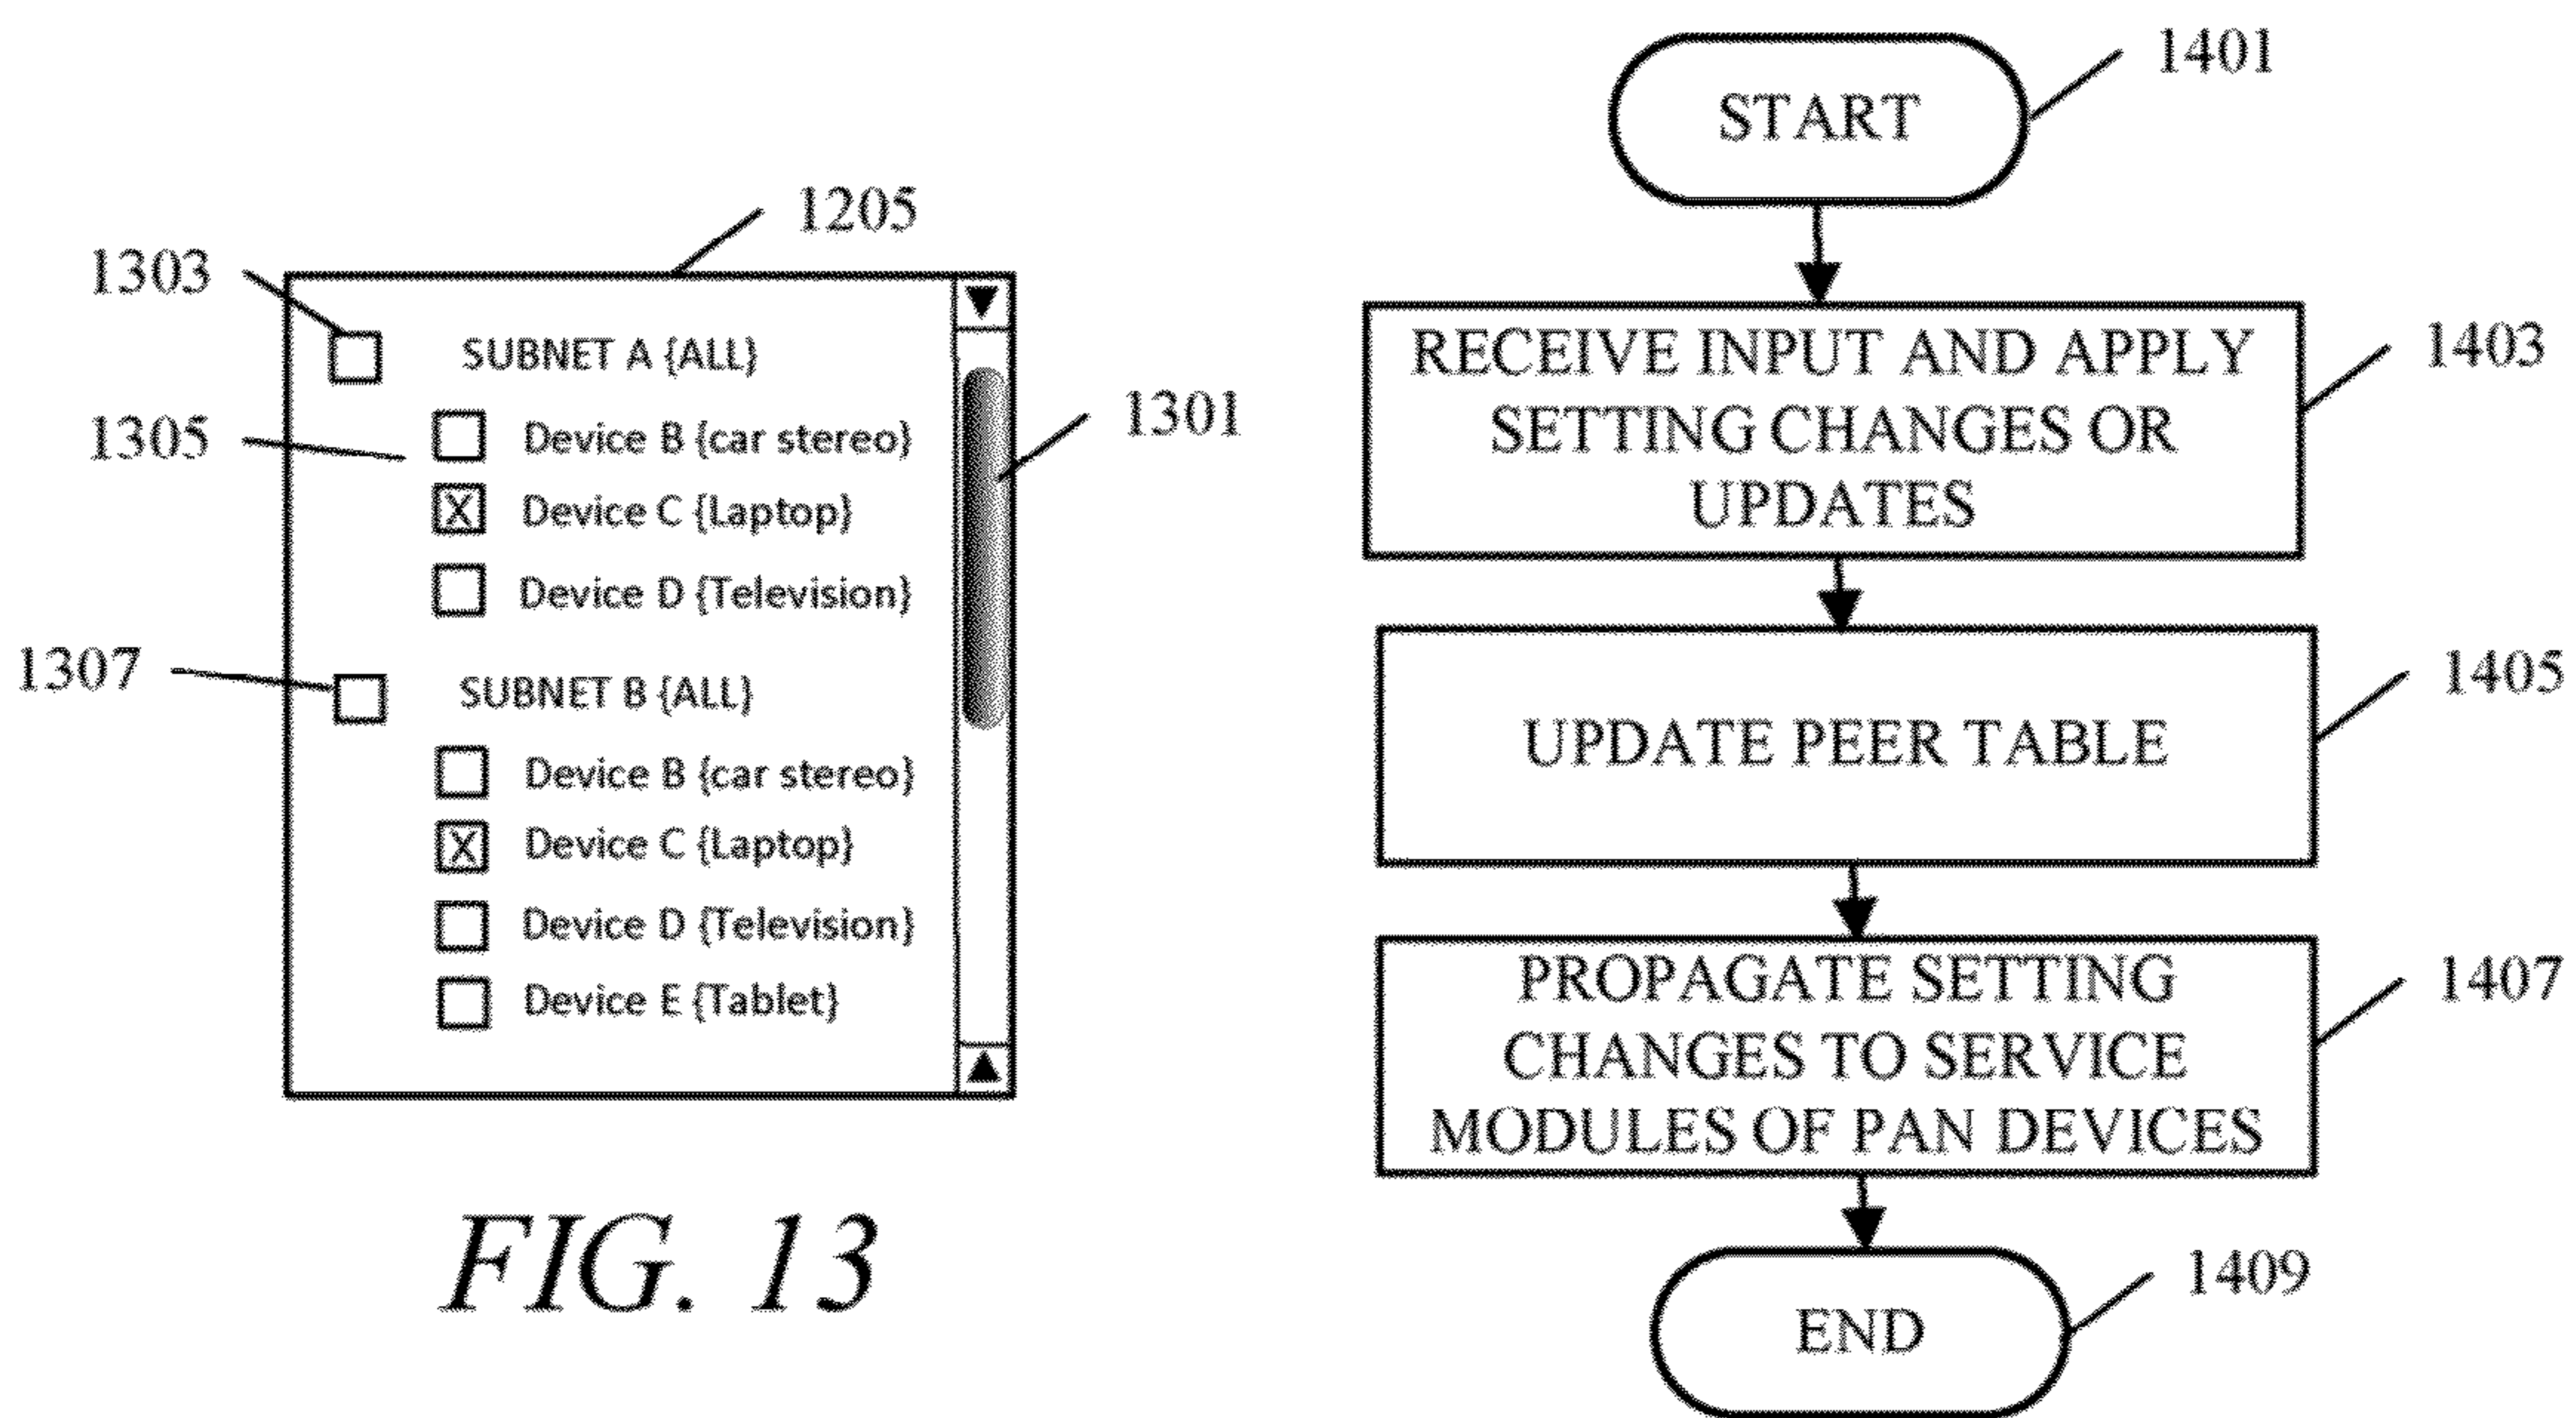 1205
1303
SUBNET A {ALL}
1305
Device B {car stereo}
1301
X Device C {Laptop}
Device D {Television}
1307
SUBNET B {ALL}
Device B {car stereo}
X Device C {Laptop}
Device D {Television}
Device E {Tablet}
FIG. 13
1401
START
1403
RECEIVE INPUT AND APPLY
SETTING CHANGES OR
UPDATES
1405
UPDATE PEER TABLE
1407
PROPAGATE SETTING
CHANGES TO SERVICE
MODULES OF PAN DEVICES
1409
END